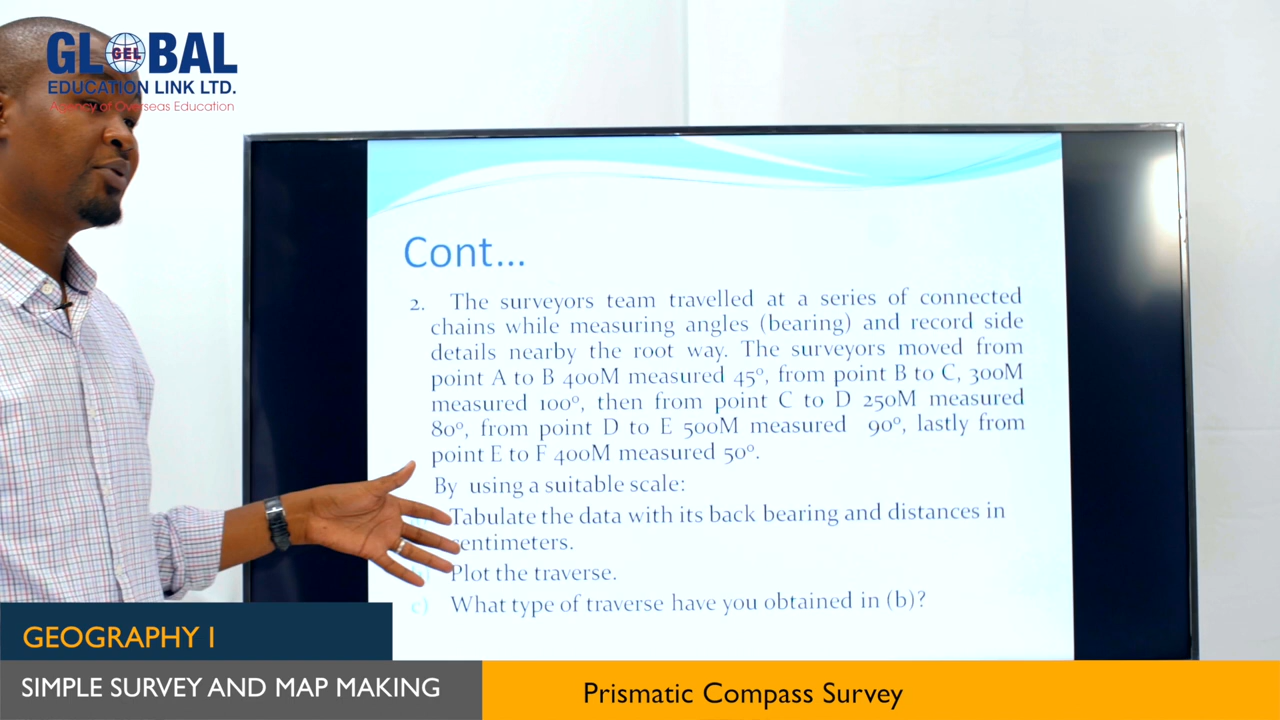 GLOBAL
GEL
EDUCATION LINK LTD.
Agency of Overseas Education
Cont...
2. The surveyors team travelled at a series of connected
chains while measuring angles (bearing) and record side
details nearby the root way. The surveyors moved from
point A to B 400M measured 45°, from point B to C, 300M
measured 100°, then from point C to D 250M measured
80°, from point D to E 500M measured 90°, lastly from
point E to F 400M measured 50°.
By using a suitable scale:
Tabulate the data with its back bearing and distances in
centimeters.
Plot the traverse.
c) What type of traverse have you obtained in (b)?
GEOGRAPHY I
SIMPLE SURVEY AND MAP MAKING
Prismatic Compass Survey